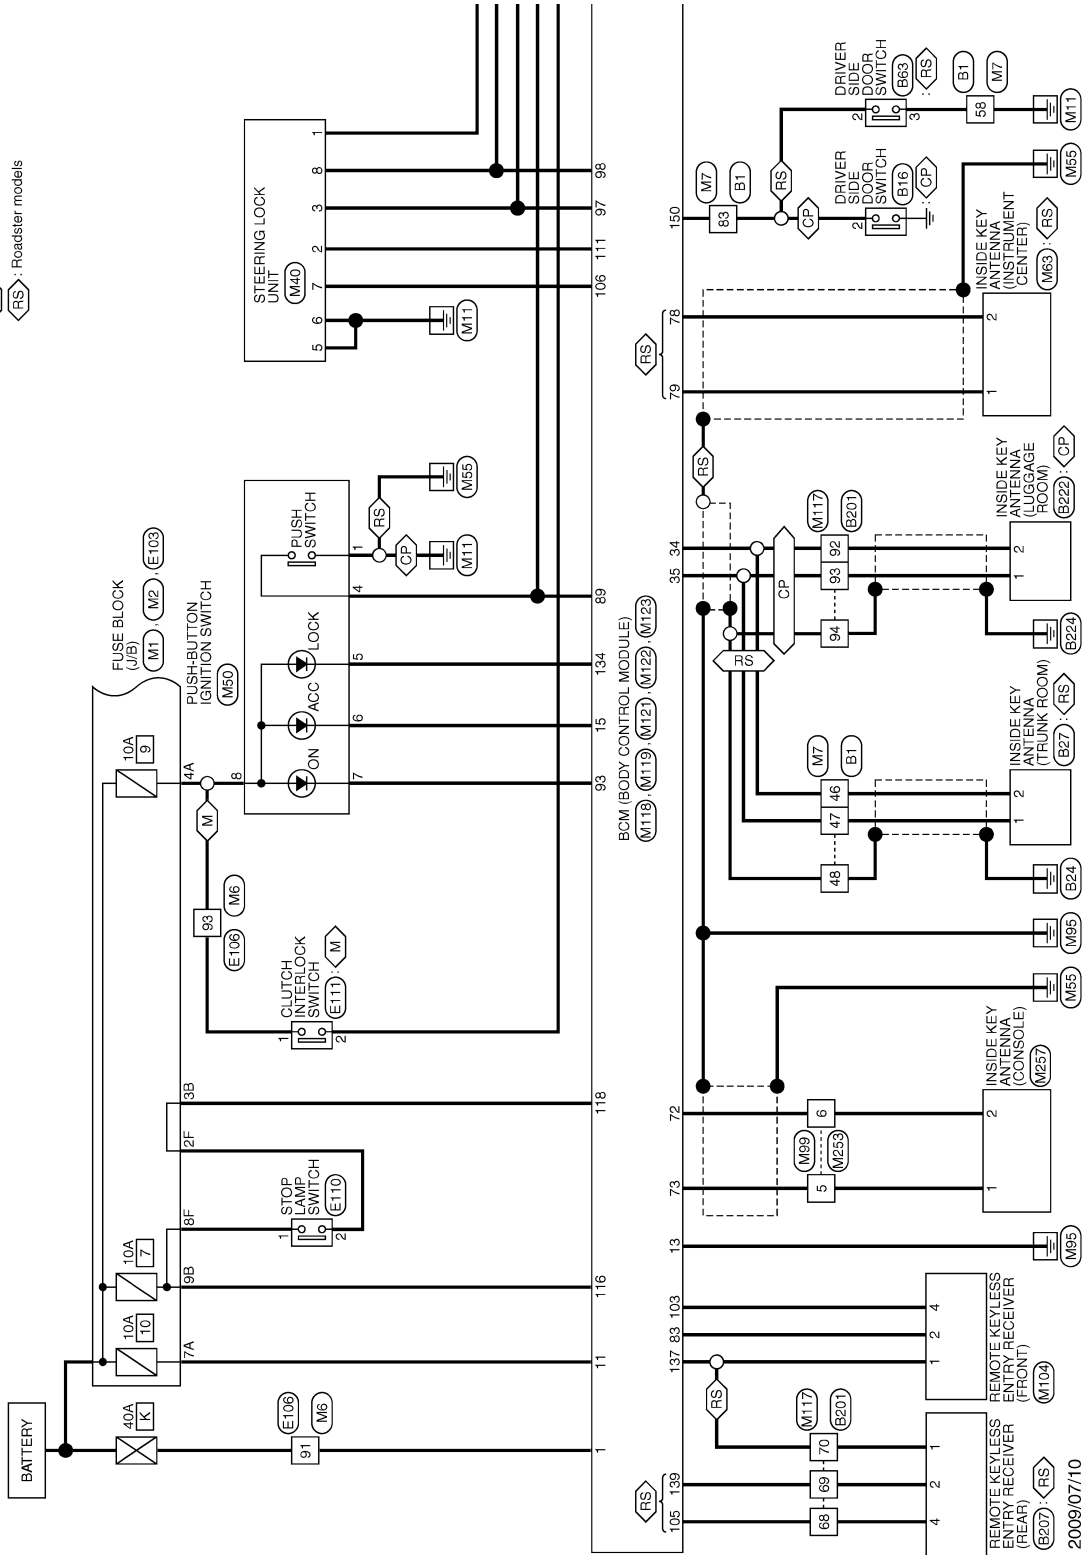 RS : Roadster models
BATTERY
40A
K
E106
91
M6
1
10A
10
7A
11
10A
7
9B
116
8F
1
STOP
LAMP
SWITCH
E110
2
2F
3B
118
FUSE BLOCK
(J/B)
M1 , M2 , E103
10A
9
4A
M
93
E106
M6
1
CLUTCH
INTERLOCK
SWITCH
E111 : M
2
PUSH-BUTTON
IGNITION SWITCH
M50
8
ON
ACC
LOCK
PUSH
SWITCH
7
6
5
4
1
RS
CP
M11
M55
93
15
134
89
STEERING LOCK
UNIT
M40
5
6
7
2
3
8
1
M11
106
111
97
98
BCM (BODY CONTROL MODULE)
M118 , M119 , M121 , M122 , M123
RS
105
139
137
83
103
13
73
72
35
34
RS
79
78
150
RS
M117
B201
68
69
70
4
2
1
REMOTE KEYLESS
ENTRY RECEIVER
(REAR)
B207 : RS
1
2
4
REMOTE KEYLESS
ENTRY RECEIVER
(FRONT)
M104
M95
M99
M253
5
6
1
2
INSIDE KEY
ANTENNA
(CONSOLE)
M257
M55
M95
48
47
46
M7
B1
1
2
INSIDE KEY
ANTENNA
(TRUNK ROOM)
B27 : RS
B24
RS
CP
94
93
92
M117
B201
1
2
INSIDE KEY
ANTENNA
(LUGGAGE
ROOM)
B222 : CP
B224
RS
1
2
INSIDE KEY
ANTENNA
(INSTRUMENT
CENTER)
M63 : RS
M55
83
M7
B1
CP
RS
2
DRIVER
SIDE
DOOR
SWITCH
B16 : CP
2
3
DRIVER
SIDE
DOOR
SWITCH
B63 : RS
58
B1
M7
M11
2009/07/10